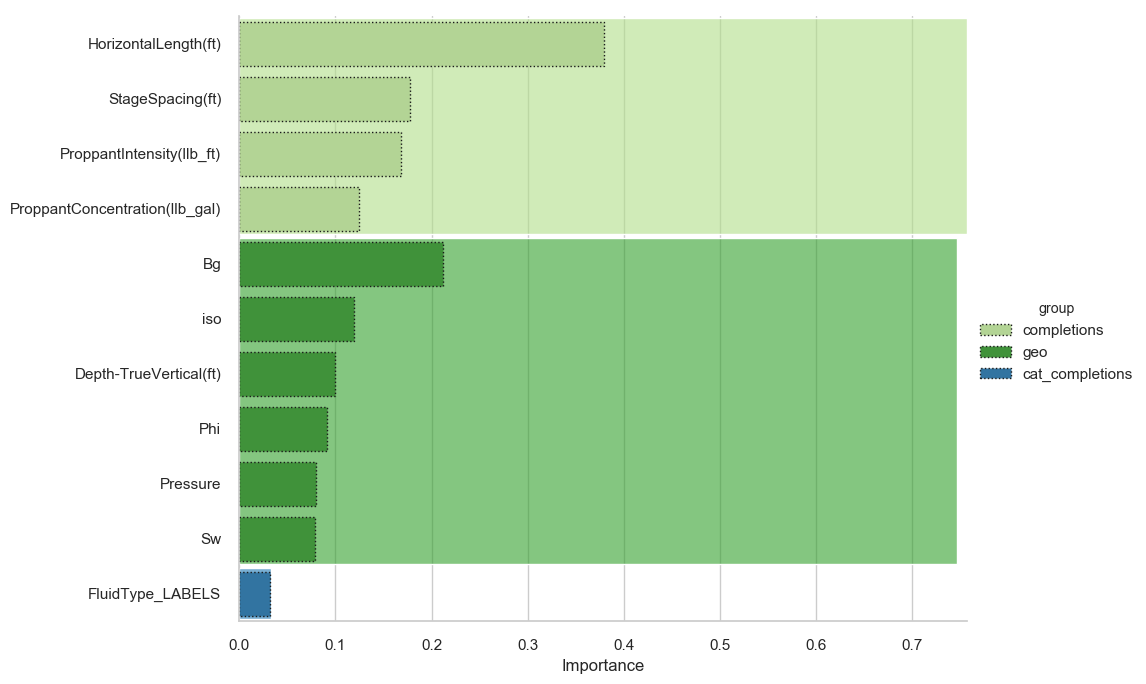 HorizontalLength(ft)
StageSpacing(ft)
ProppantIntensity(llb_ft)
ProppantConcentration(llb_gal)
Bg
iso
Depth-TrueVertical(ft)
Phi
Pressure
Sw
FluidType_LABELS
0.0 0.1 0.2 0.3 0.4 0.5 0.6 0.7
Importance
group
completions
geo
cat_completions